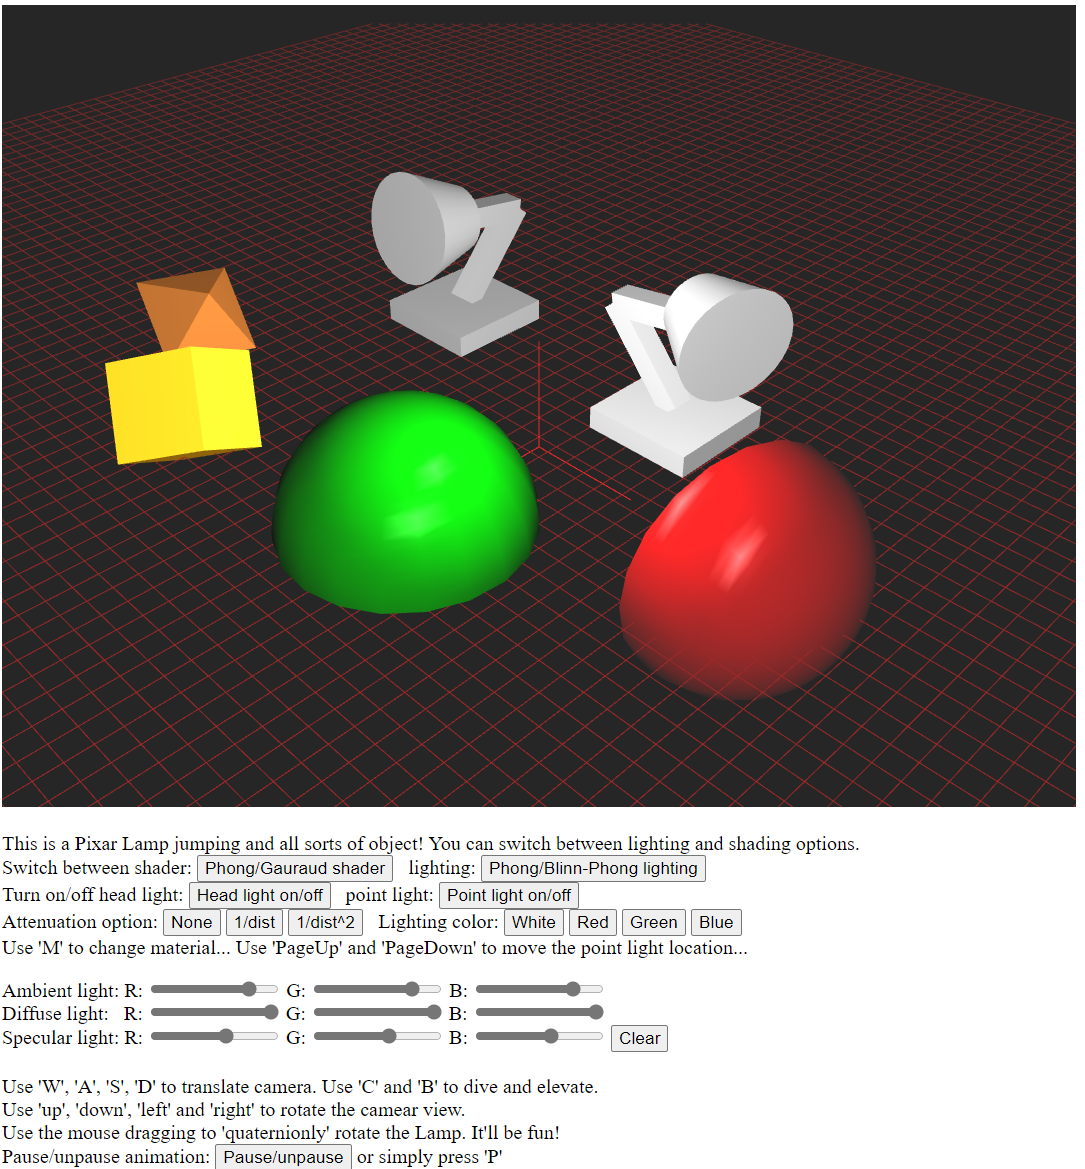 This is a Pixar Lamp jumping and all sorts of object! You can switch between lighting and shading options.
Switch between shader: Phong/Gauraud shader lighting: Phong/Blinn-Phong lighting
Turn on/off head light: Head light on/off point light: Point light on/off
Attenuation option: None 1/dist 1/dist^2 Lighting color: White Red Green Blue
Use 'M' to change material... Use 'PageUp' and 'PageDown' to move the point light location...
Ambient light: R: G: B:
Diffuse light: R: G: B:
Specular light: R: G: B: Clear
Use 'W', 'A', 'S', 'D' to translate camera. Use 'C' and 'B' to dive and elevate.
Use 'up', 'down', 'left' and 'right' to rotate the camear view.
Use the mouse dragging to 'quaternionly' rotate the Lamp. It'll be fun!
Pause/unpause animation: Pause/unpause or simply press 'P'